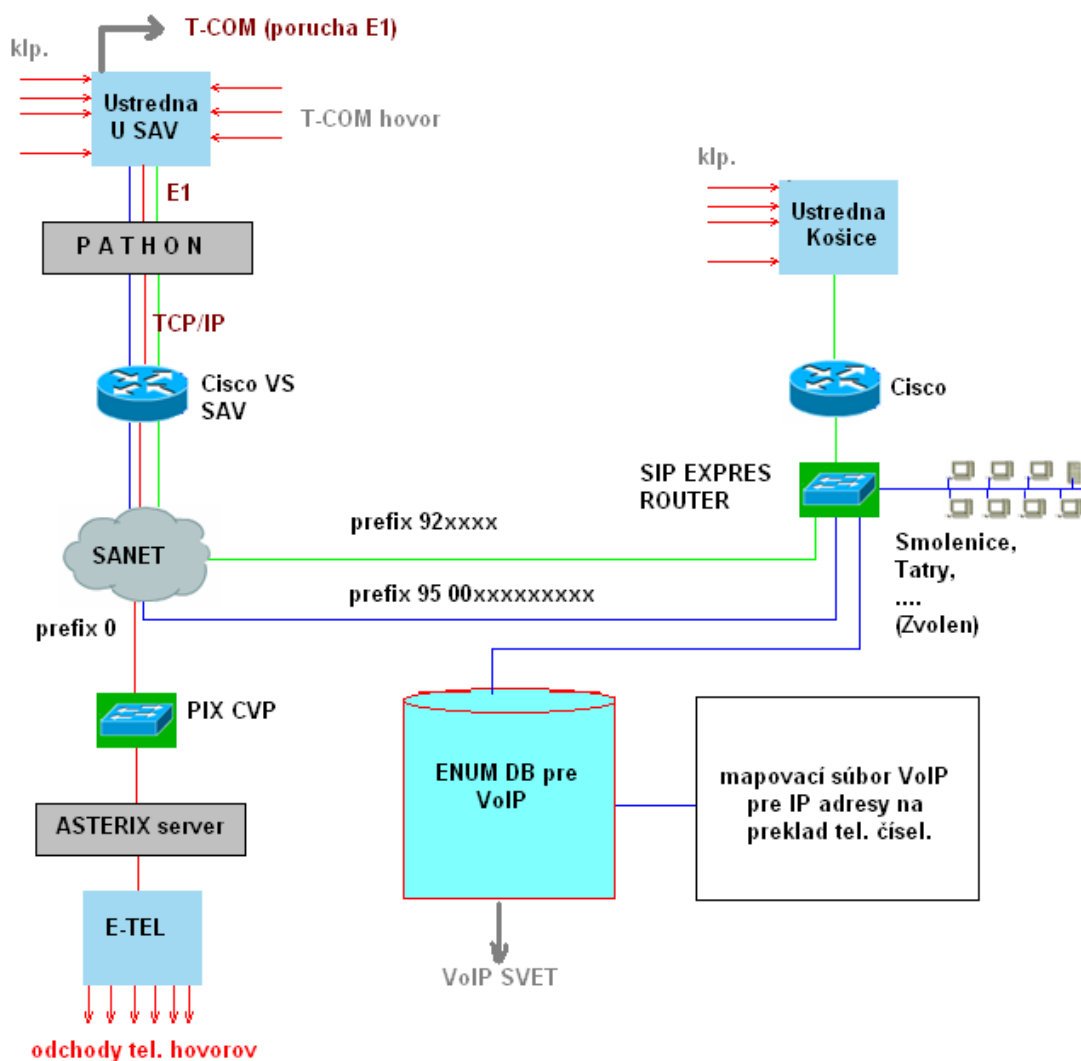 T-COM (porucha E1)
klp.
Ustredna
U SAV
T-COM hovor
E1
P A T H O N
TCP/IP
Cisco VS
SAV
klp.
Ustredna
Košice
Cisco
SIP EXPRES
ROUTER
prefix 92xxxx
SANET
prefix 95 00xxxxxxxxx
prefix 0
Smolenice,
Tatry,
....
(Zvolen)
PIX CVP
ENUM DB pre
VoIP
mapovací súbor VoIP
pre IP adresy na
preklad tel. čísel.
ASTERIX server
E-TEL
VoIP SVET
odchody tel. hovorov